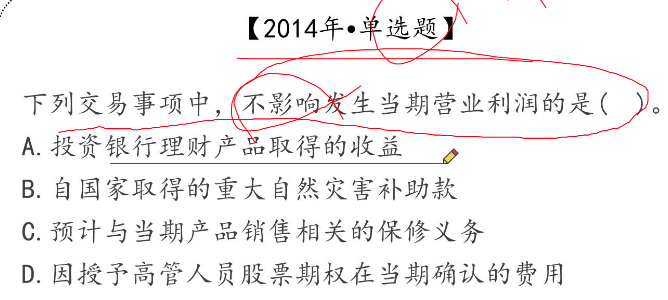 【2014年•单选题】
下列交易事项中，不影响发生当期营业利润的是(  )。
A. 投资银行理财产品取得的收益
B. 自国家取得的重大自然灾害补助款
C. 预计与当期产品销售相关的保修义务
D. 因授予高管人员股票期权在当期确认的费用